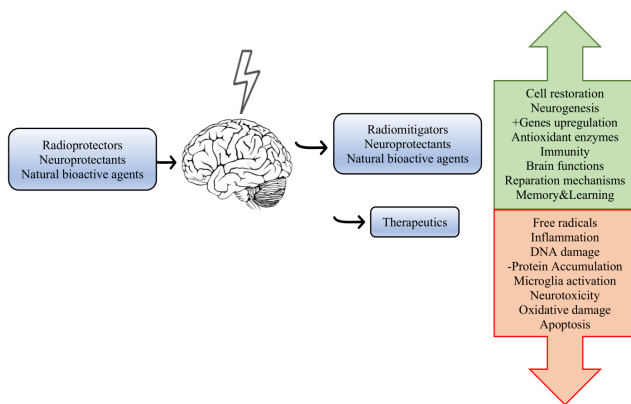 Radioprotectors
Neuroprotectants
Natural bioactive agents
Radiomitigators
Neuroprotectants
Natural bioactive agents
Therapeutics
Cell restoration
Neurogenesis
+Genes upregulation
Antioxidant enzymes
Immunity
Brain functions
Reparation mechanisms
Memory&Learning
Free radicals
Inflammation
DNA damage
-Protein Accumulation
Microglia activation
Neurotoxicity
Oxidative damage
Apoptosis